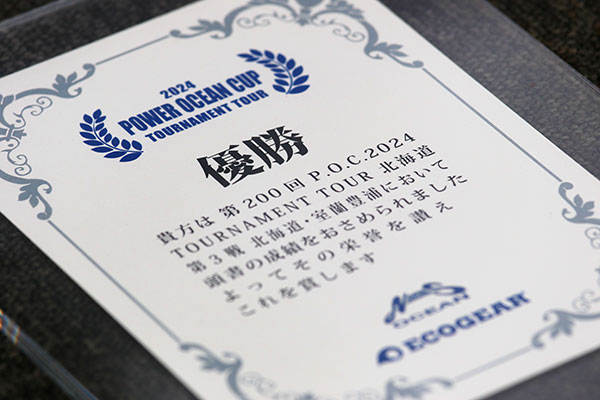 2024
POWER OCEAN CUP
TOURNAMENT TOUR
優勝
貴方は 第200回 P.O.C.2024
TOURNAMENT TOUR 北海道
第3戦 北海道・室蘭豊浦において
頭書の成績をおさめられました
よってその栄誉を讃え
これを賞します
NORIES
OCEAN
ECOGEAR